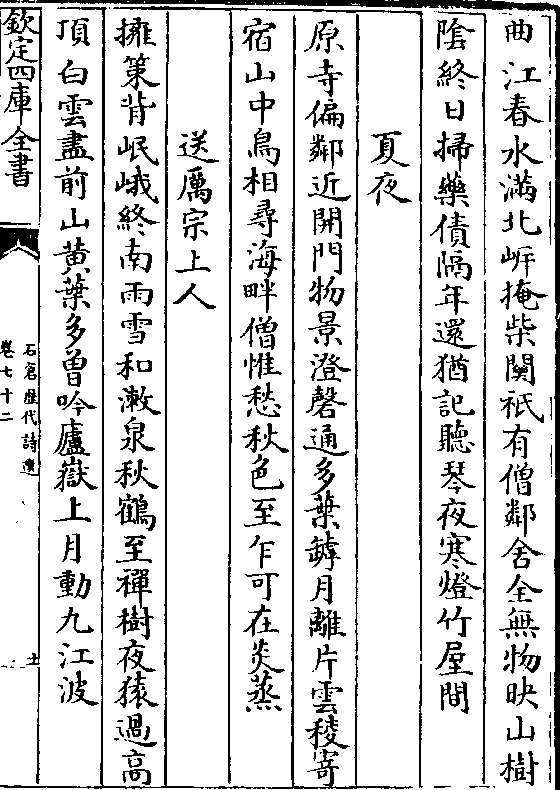 曲江春水滿北㟁掩柴關衹有僧鄰舍全無物映山樹
隂終日掃藥債隔年還猶記聽琴夜寒燈竹屋間
夏夜
原寺偏鄰近開門物景澄磬通多葉罅月離片雲稜寄
宿山中鳥相尋海畔僧惟愁秋色至乍可在炎蒸
送厲宗上人
擁策背岷峨終南雨雪和漱泉秋鶴至禪樹夜猿過高
頂白雲盡前山黃葉多曾吟廬嶽上月動九江波
欽定四庫全書
石倉歷代詩選
卷七十二